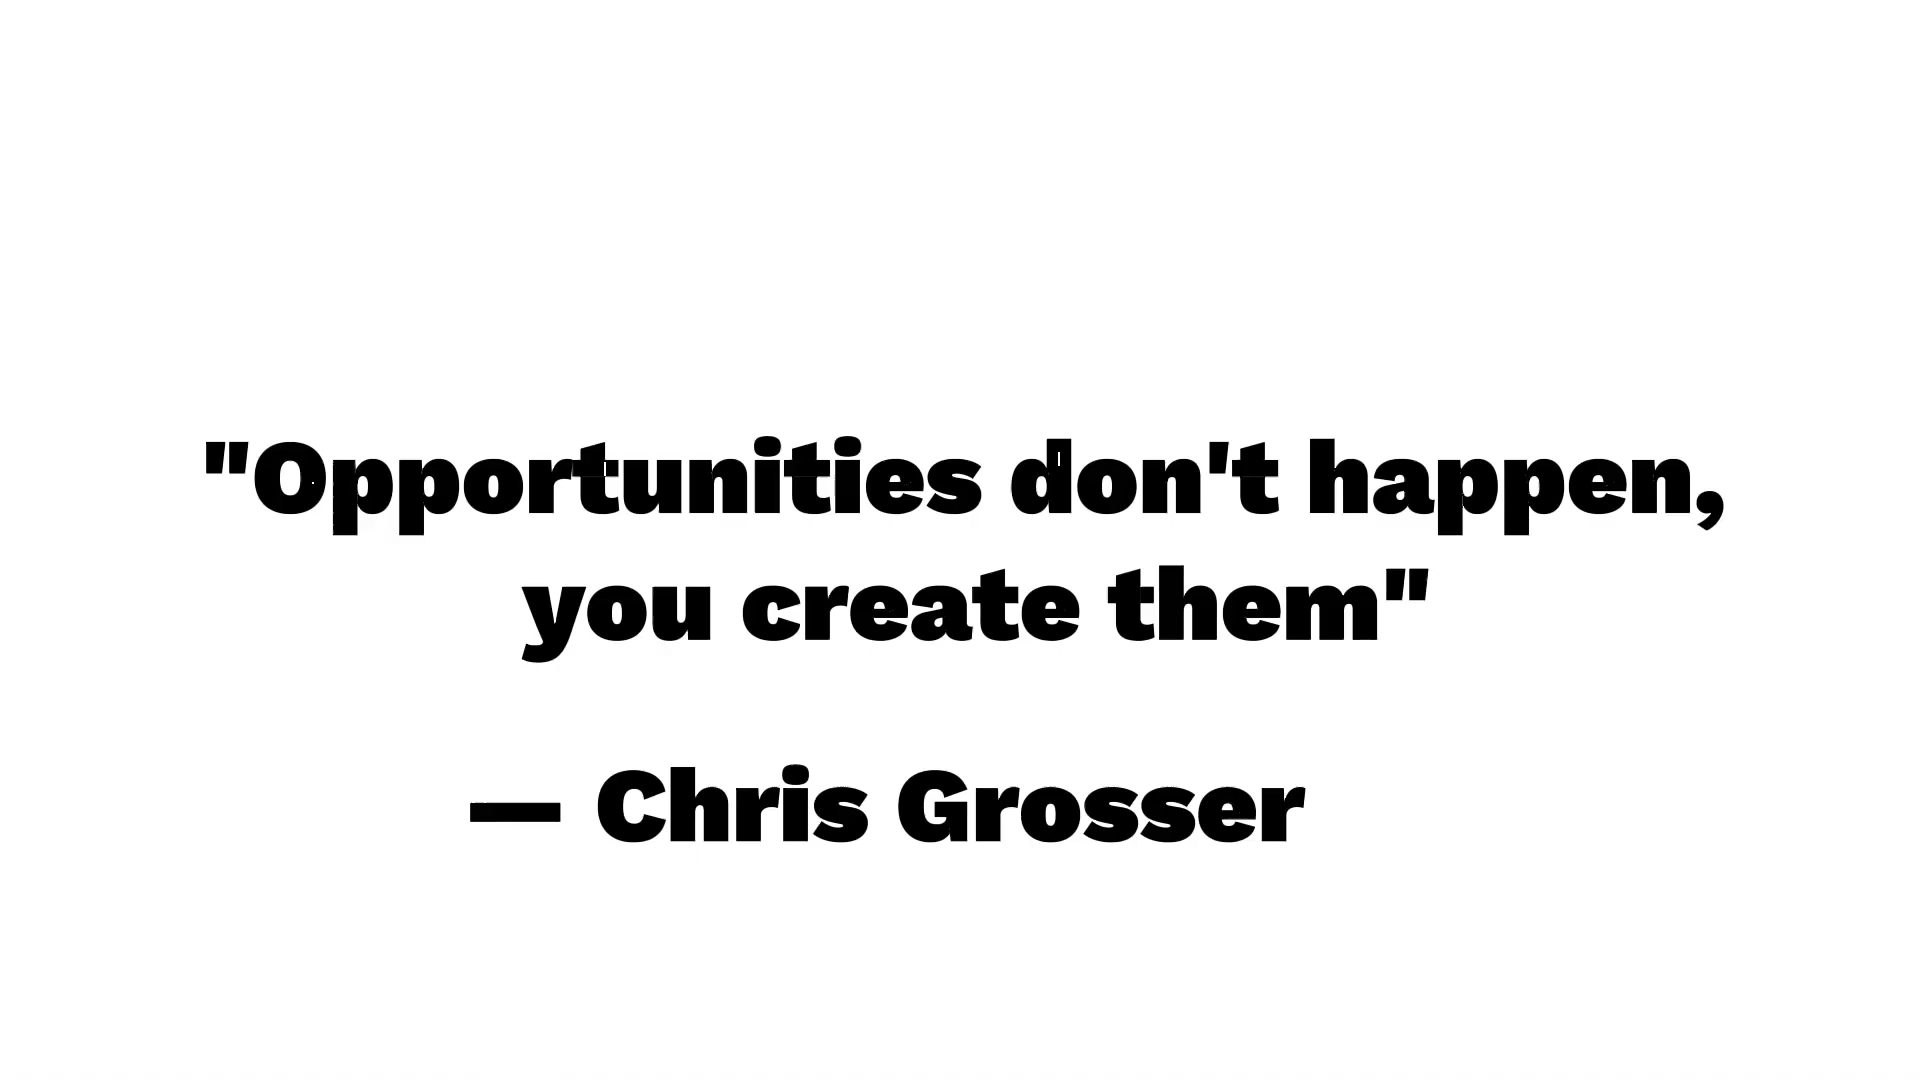 "Opportunities don't happen,
you create them"
— Chris Grosser